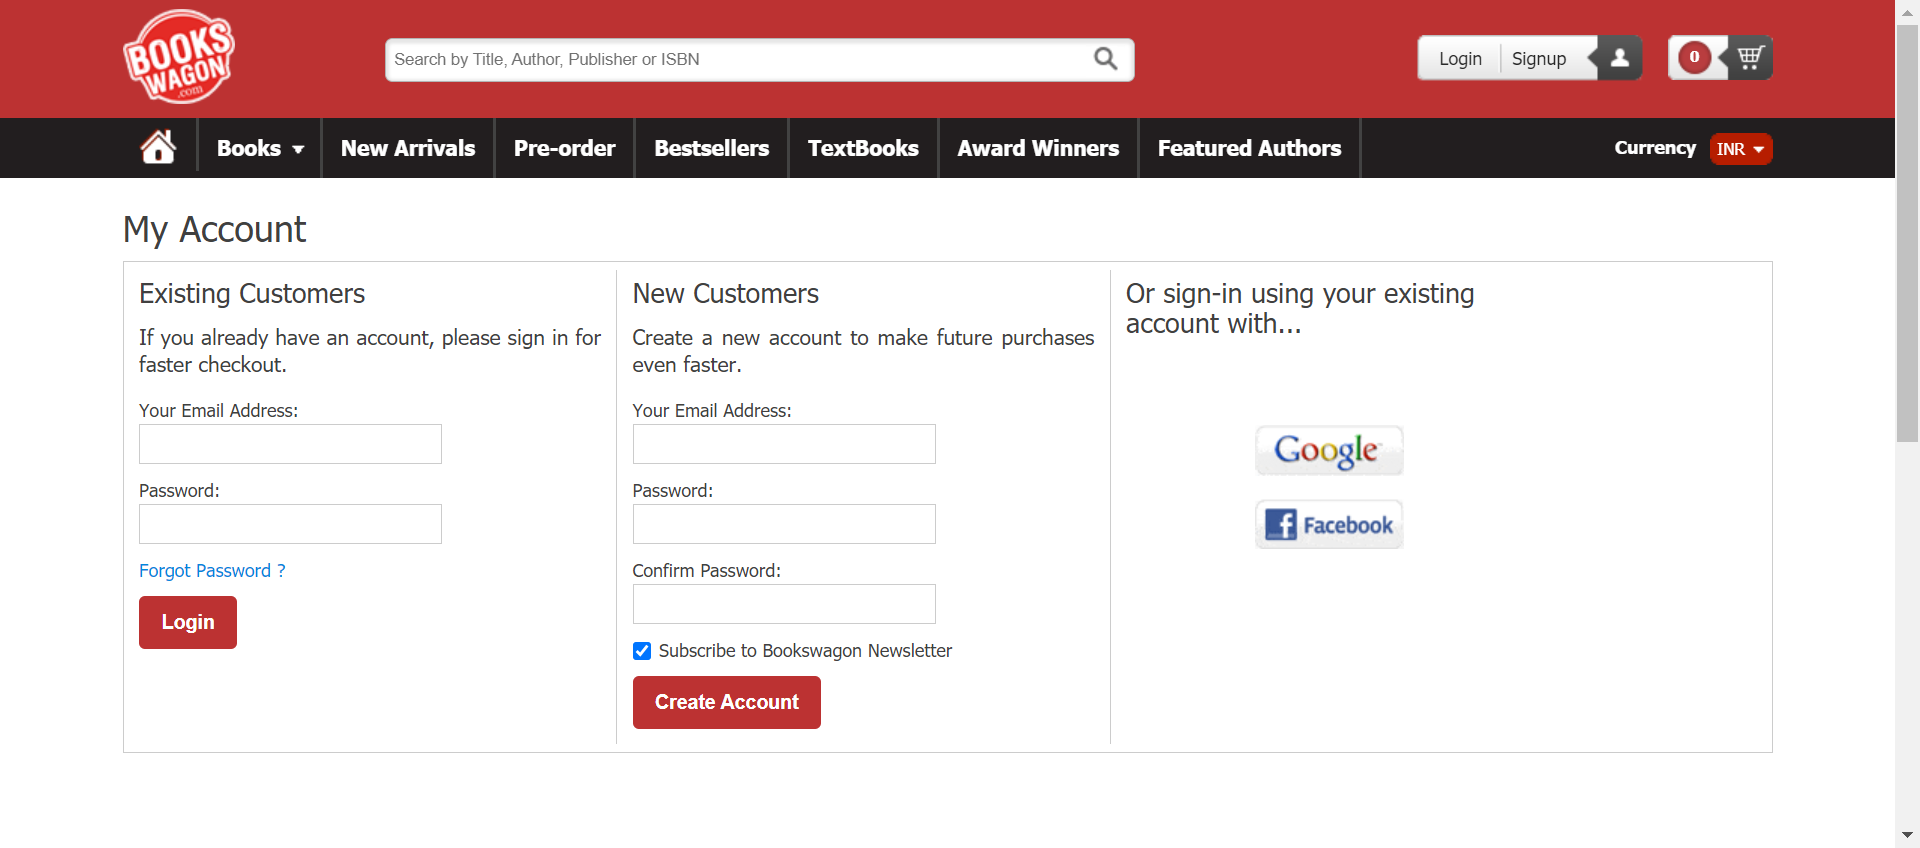 BOOKS
WAGON
.com
Search by Title, Author, Publisher or ISBN
Login
Signup
0
Books
New Arrivals
Pre-order
Bestsellers
TextBooks
Award Winners
Featured Authors
Currency
INR
My Account
Existing Customers
If you already have an account, please sign in for
faster checkout.
Your Email Address:
Password:
Forgot Password ?
Login
New Customers
Create a new account to make future purchases
even faster.
Your Email Address:
Password:
Confirm Password:
Subscribe to Bookswagon Newsletter
Create Account
Or sign-in using your existing
account with...
Google
Facebook